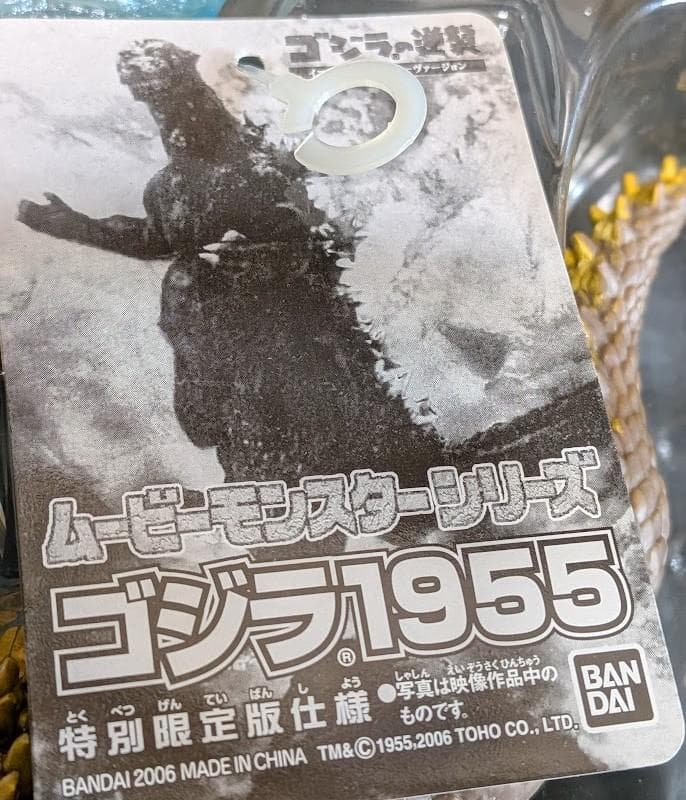 ゴジラの逆襲
ヴァージョン
ムービーモンスターシリーズ
ゴジラ®1955
とくべつげんていばんしよう
特別限定版仕様
しゃしん えいぞうさくひんちゅう
●写真は映像作品中の
ものです。
BAN
DAI
BANDAI 2006 MADE IN CHINA TM&Ⓒ1955,2006 TOHO CO., LTD.